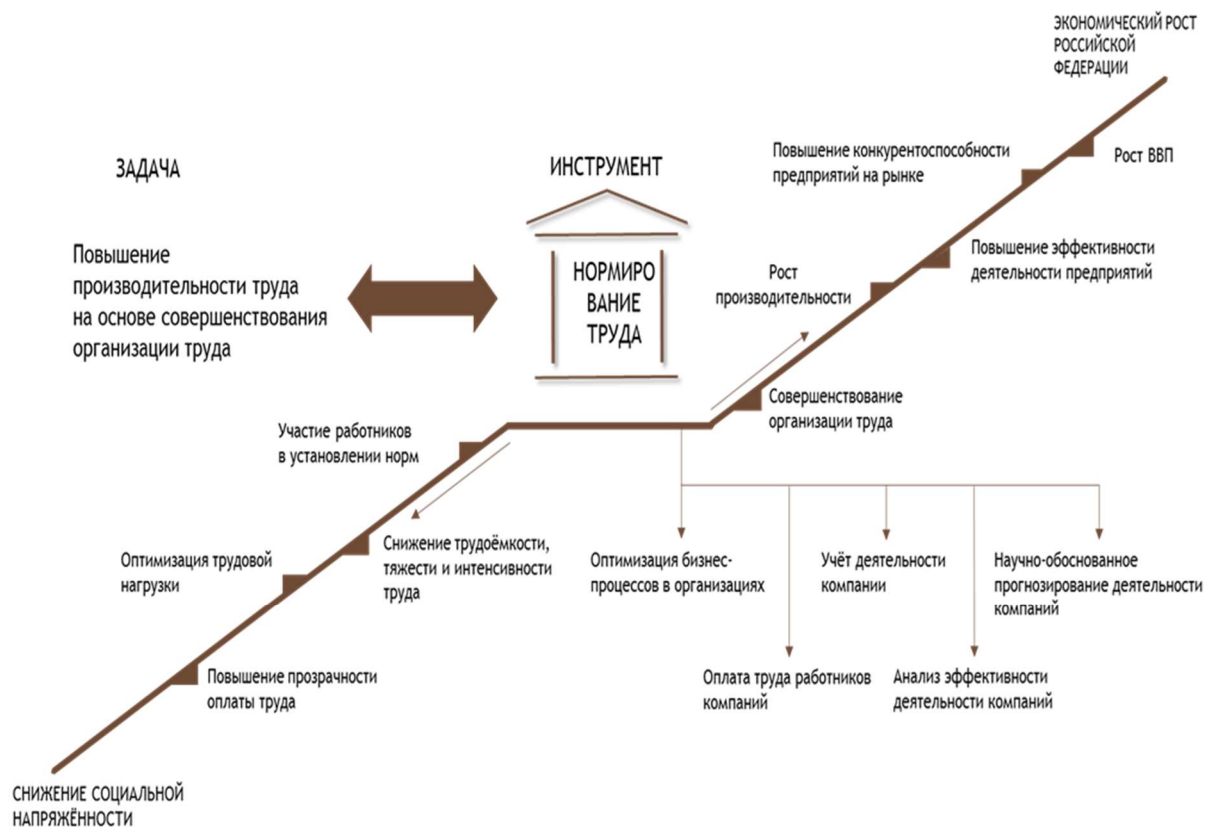 ЭКОНОМИЧЕСКИЙ РОСТ
РОССИЙСКОЙ
ФЕДЕРАЦИИ
ЗАДАЧА
ИНСТРУМЕНТ
Повышение конкурентоспособности
предприятий на рынке
Рост ВВП
Повышение
производительности труда
на основе совершенствования
организации труда
НОРМИРО
ВАНИЕ
ТРУДА
Рост
производительности
Повышение эффективности
деятельности предприятий
Совершенствование
организации труда
Участие работников
в установлении норм
Оптимизация трудовой
нагрузки
Снижение трудоёмкости,
тяжести и интенсивности
труда
Оптимизация бизнес-
процессов в организациях
Учёт деятельности
компании
Научно-обоснованное
прогнозирование деятельности
компаний
Повышение прозрачности
оплаты труда
Оплата труда работников
компаний
Анализ эффективности
деятельности компаний
СНИЖЕНИЕ СОЦИАЛЬНОЙ
НАПРЯЖЁННОСТИ